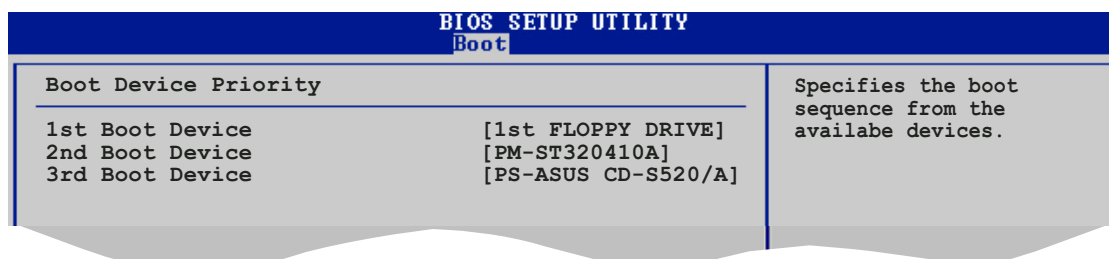 BIOS SETUP UTILITY
Boot
Boot Device Priority
1st Boot Device [1st FLOPPY DRIVE]
2nd Boot Device [PM-ST320410A]
3rd Boot Device [PS-ASUS CD-S520/A]
Specifies the boot
sequence from the
availabe devices.